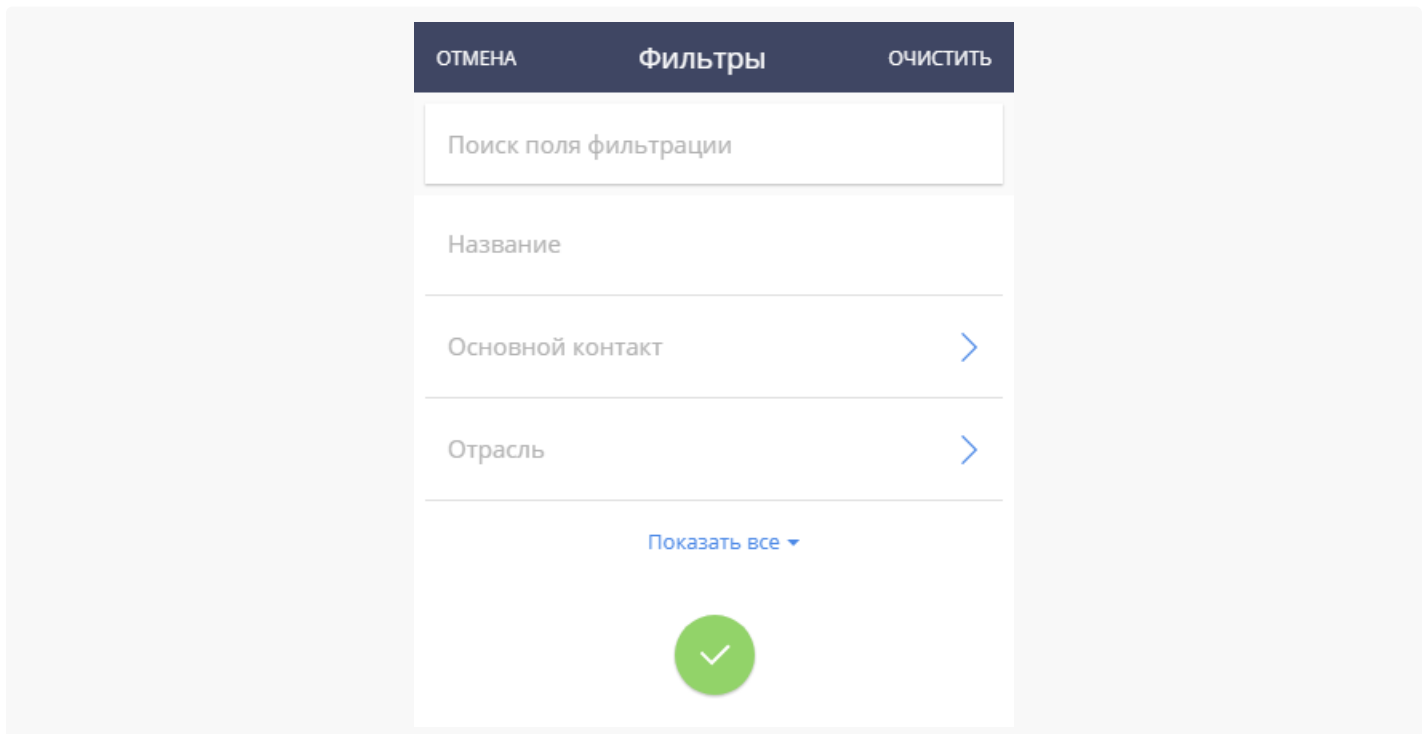 ОТМЕНА Фильтры ОЧИСТИТЬ
Поиск поля фильтрации
Название
Основной контакт
Отрасль
Показать все